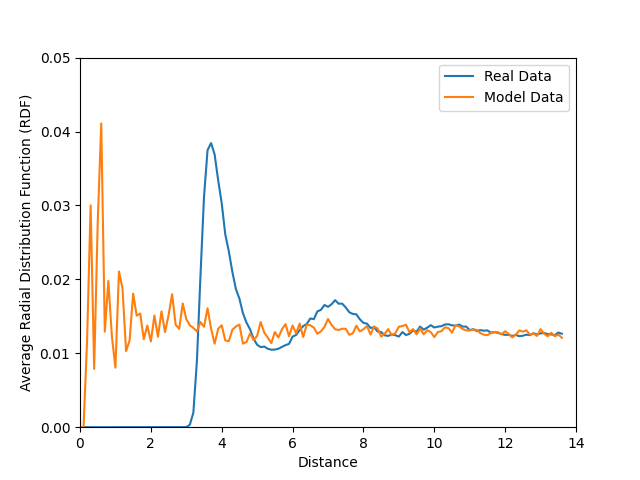 Real Data
Model Data
0.05
0.04
0.03
0.02
0.01
0.00
Average Radial Distribution Function (RDF)
0 2 4 6 8 10 12 14
Distance